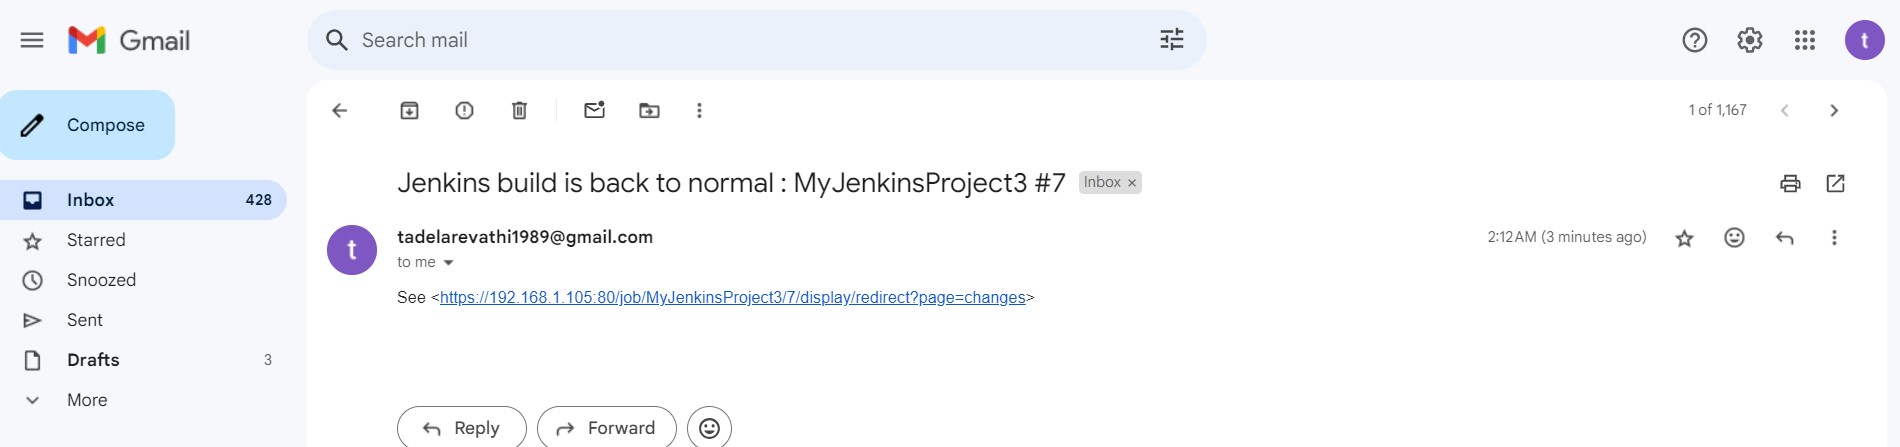 Gmail
Search mail
Compose
1 of 1,167
Jenkins build is back to normal : MyJenkinsProject3 #7 Inbox ×
Inbox 428
t tadelarevathi1989@gmail.com 2:12 AM (3 minutes ago)
to me
Starred
Snoozed
See <https://192.168.1.105:80/job/MyJenkinsProject3/7/display/redirect?page=changes>
Sent
Drafts 3
More
Reply Forward
t